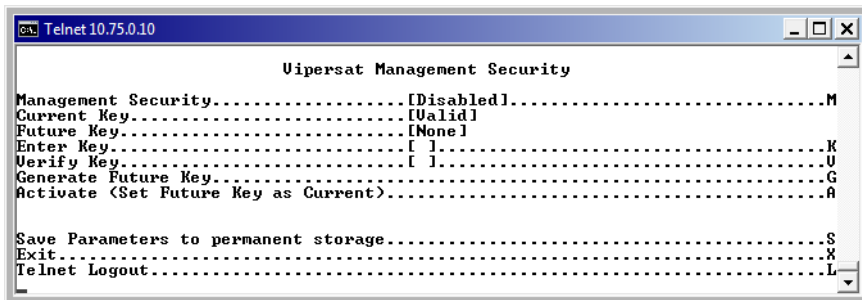 Telnet 10.75.0.10
Vipersat Management Security
Management Security...................[Disabled]...............................M
Current Key...........................[Valid]
Future Key............................[None]
Enter Key.............................[ ]......................................K
Verify Key............................[ ]......................................V
Generate Future Key............................................................G
Activate (Set Future Key as Current)...........................................A
Save Parameters to permanent storage...........................................S
Exit...........................................................................X
Telnet Logout..................................................................L